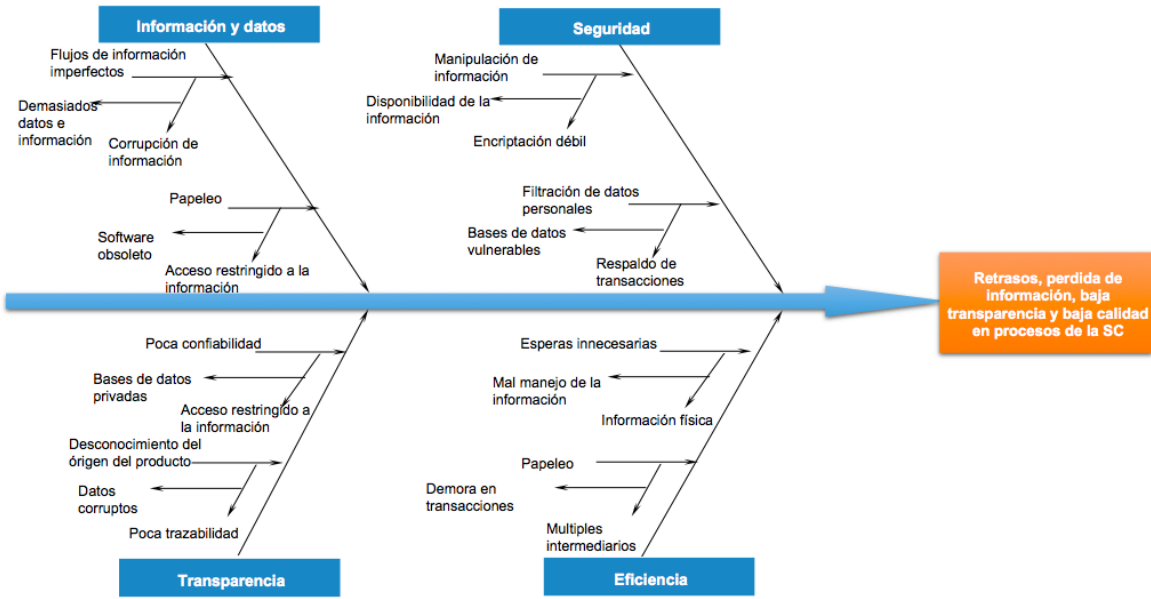 Información y datos
Flujos de información
imperfectos
Demasiados
datos e
información
Corrupción de
información
Papeleo
Software
obsoleto
Acceso restringido a la
información
Seguridad
Manipulación de
información
Disponibilidad de la
información
Encriptación débil
Filtración de datos
personales
Bases de datos
vulnerables
Respaldo de
transacciones
Retrasos, perdida de
información, baja
transparencia y baja calidad
en procesos de la SC
Poca confiabilidad
Bases de datos
privadas
Acceso restringido a
la información
Desconocimiento del
órigen del producto
Datos
corruptos
Poca trazabilidad
Transparencia
Esperas innecesarias
Mal manejo de la
información
Información física
Papeleo
Demora en
transacciones
Multiples
intermediarios
Eficiencia